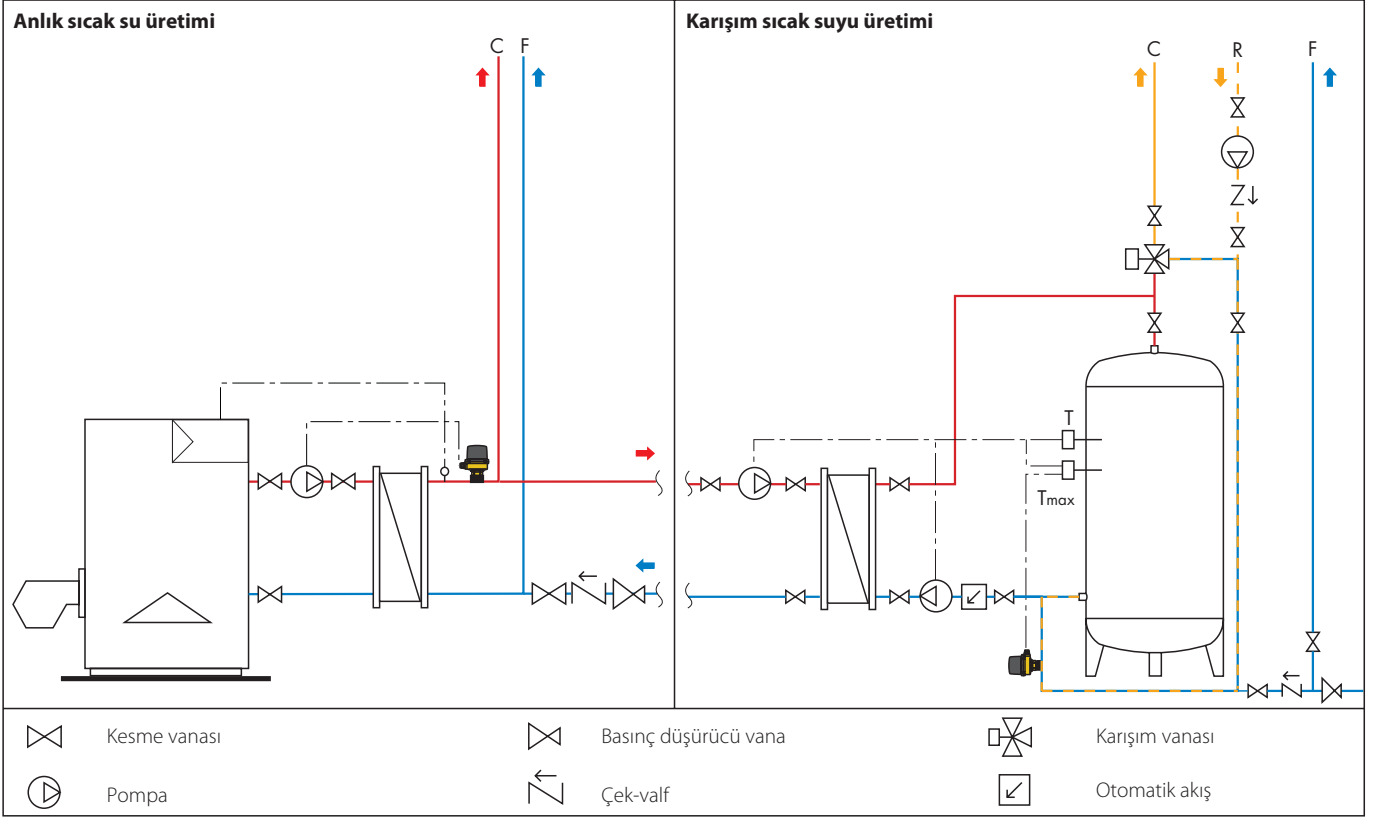 Anlık sıcak su üretimi
C F
T
Tmax
Karışım sıcak suyu üretimi
C R F
Kesme vanası
Basınç düşürücü vana
Karışım vanası
Pompa
Çek-valf
Otomatik akış